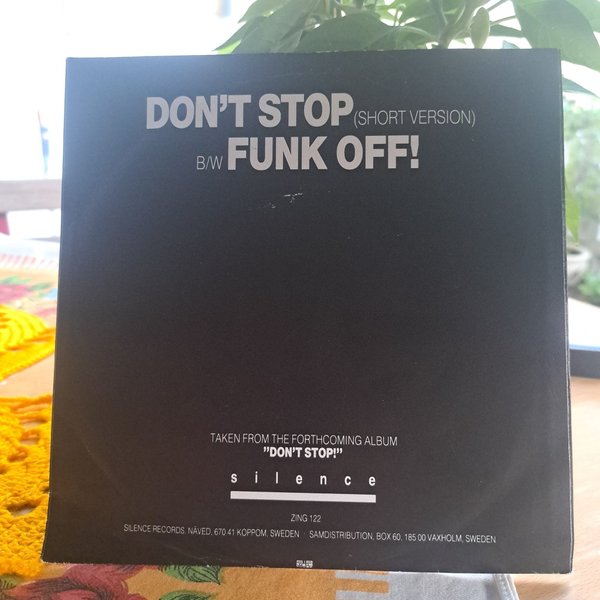 DON'T STOP (SHORT VERSION)
B/W FUNK OFF!
TAKEN FROM THE FORTHCOMING ALBUM
"DON'T STOP!"
silence
ZING 122
SILENCE RECORDS, NÄVED, 670 41 KOPPOM, SWEDEN SAMDISTRIBUTION, BOX 60, 185 00 VAXHOLM, SWEDEN